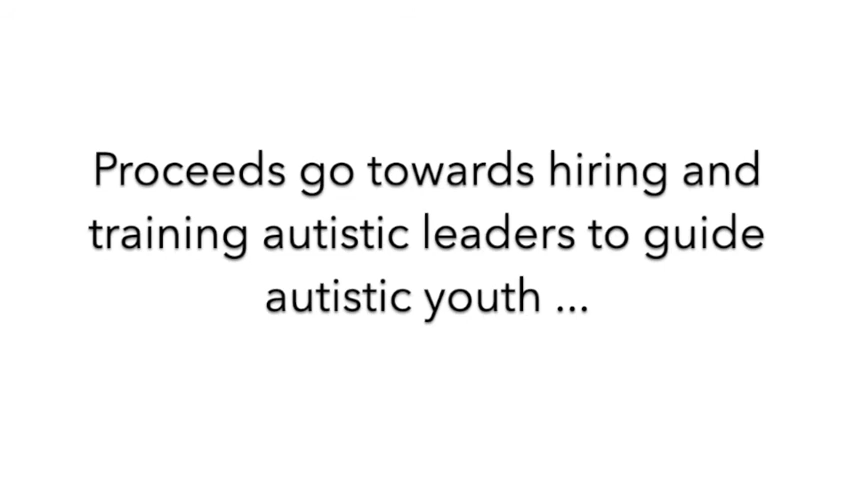 Proceeds go towards hiring and
training autistic leaders to guide
autistic youth ...